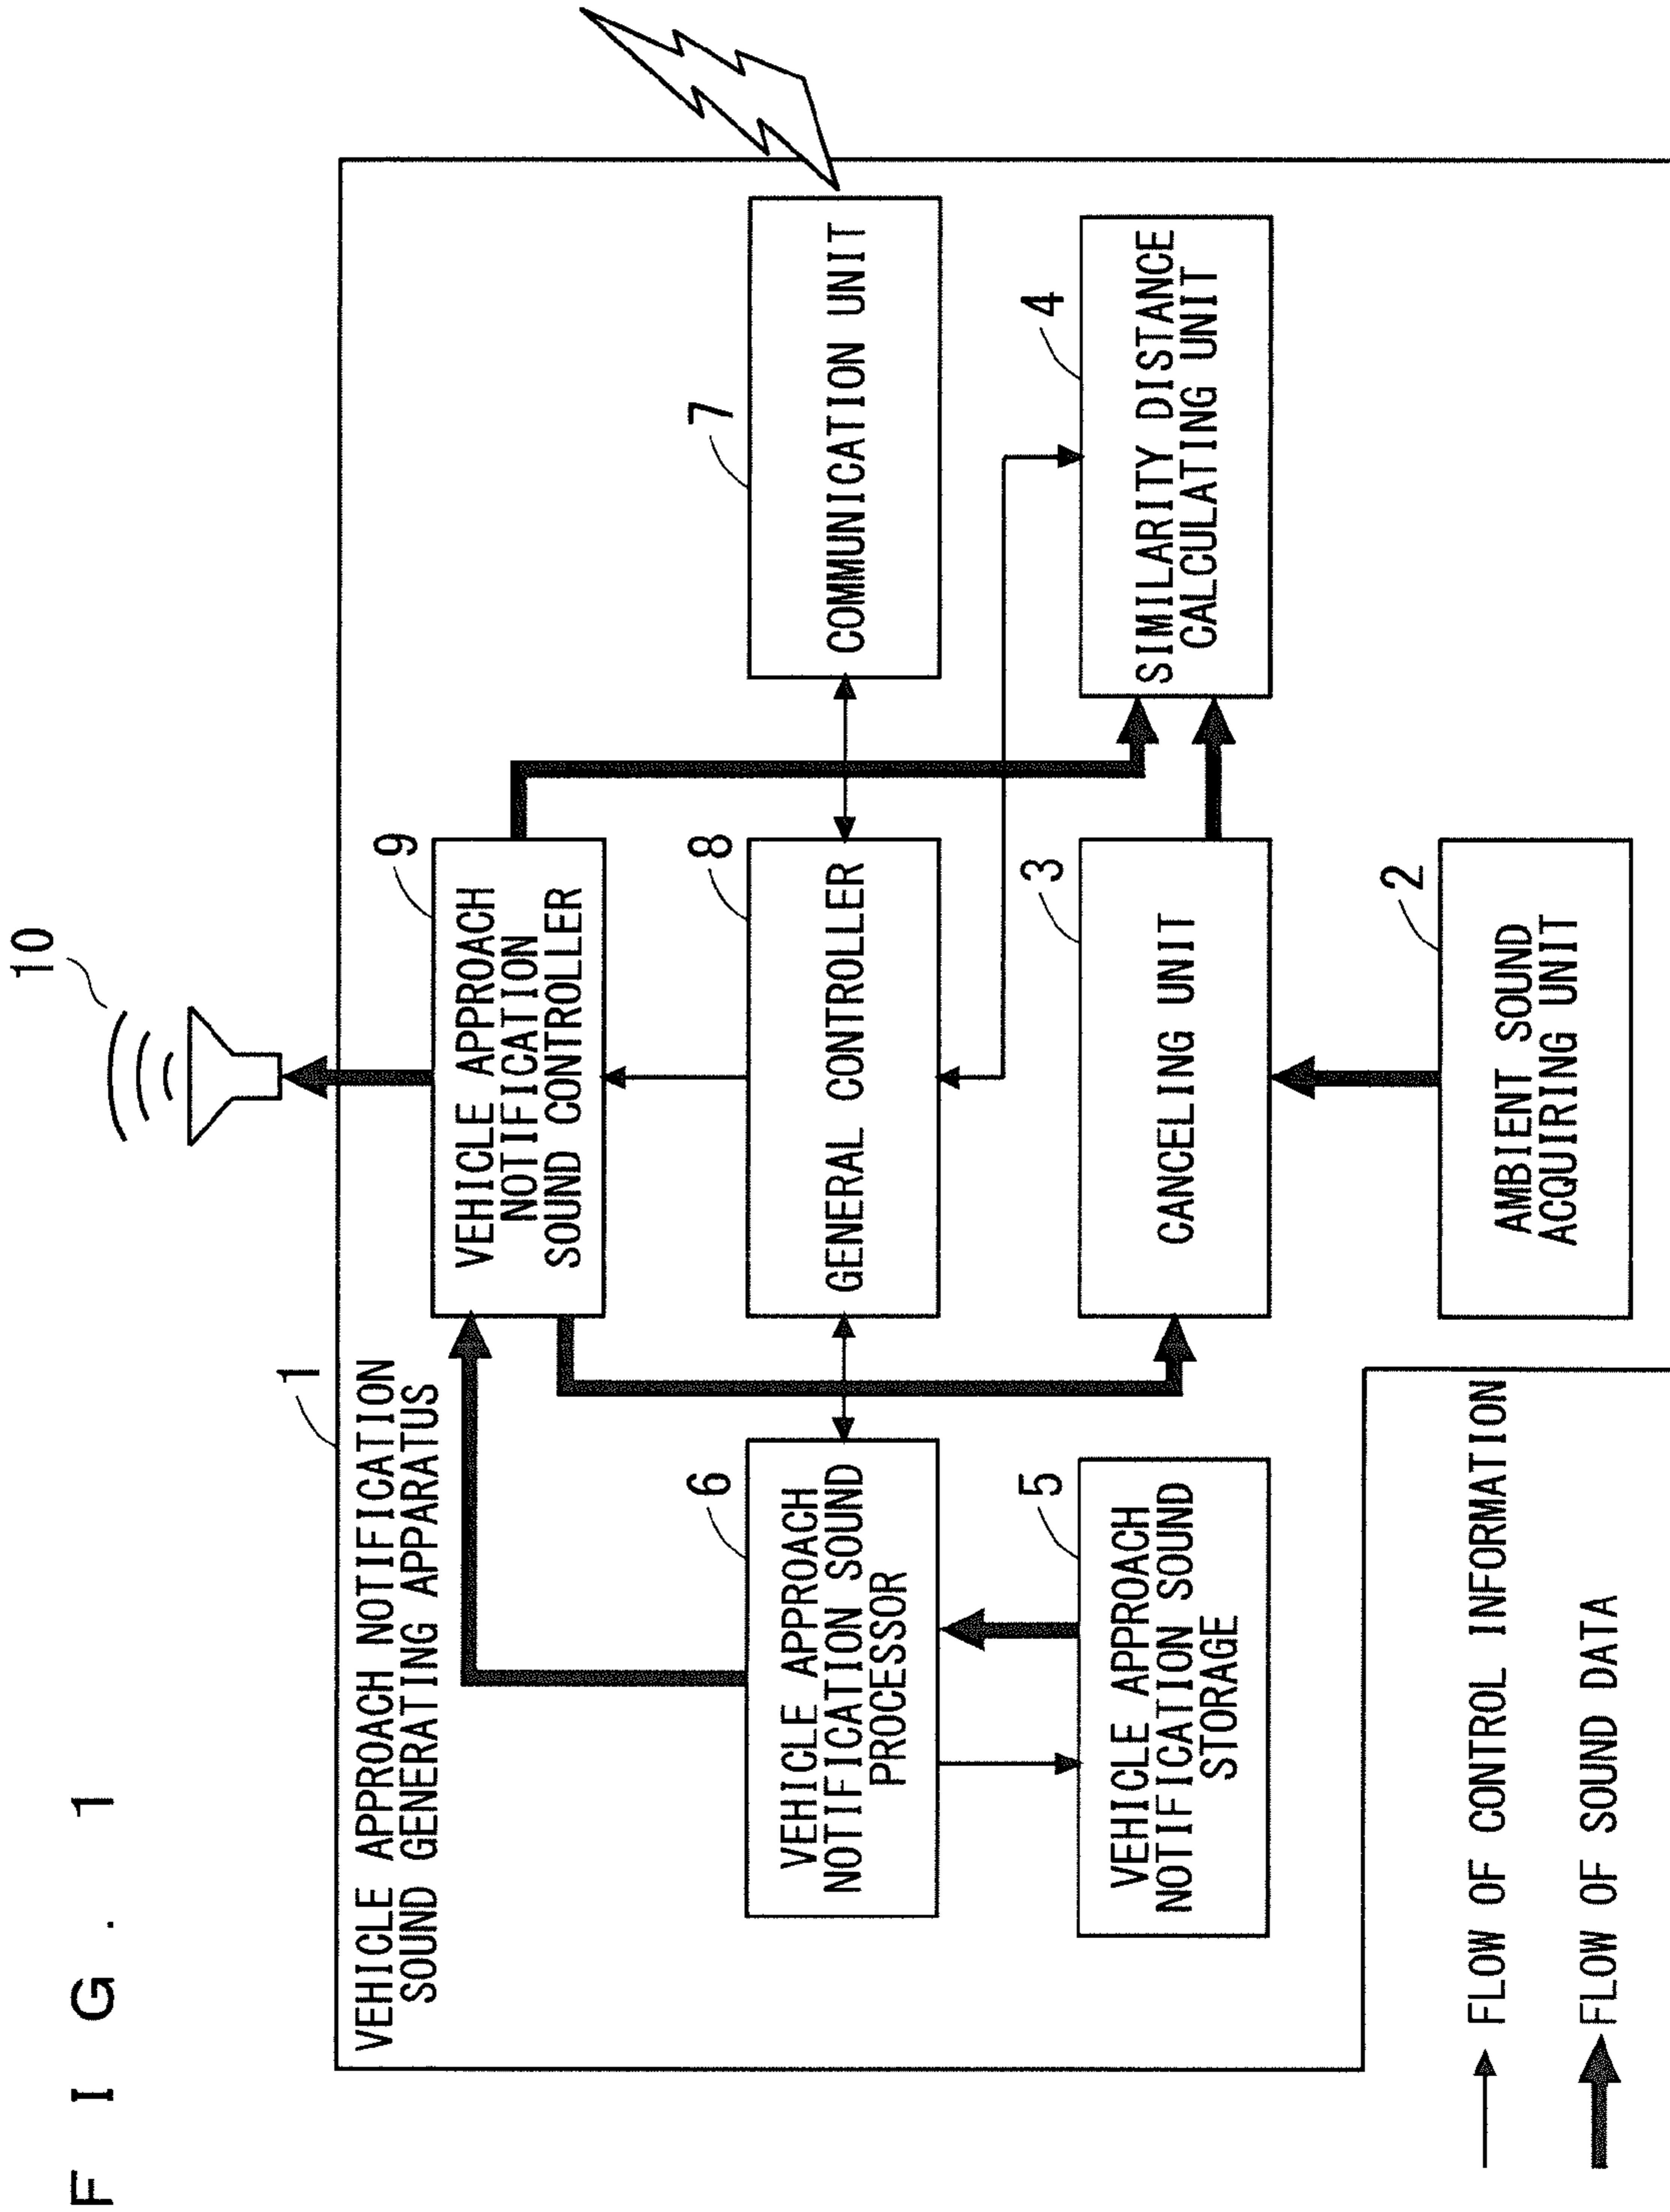 FIG. 1
10
1
VEHICLE APPROACH NOTIFICATION
SOUND GENERATING APPARATUS
9
VEHICLE APPROACH
NOTIFICATION
SOUND CONTROLLER
6
VEHICLE APPROACH
NOTIFICATION SOUND
PROCESSOR
8
GENERAL CONTROLLER
7
COMMUNICATION UNIT
5
VEHICLE APPROACH
NOTIFICATION SOUND
STORAGE
3
CANCELING UNIT
4
SIMILARITY DISTANCE
CALCULATING UNIT
2
AMBIENT SOUND
ACQUIRING UNIT
FLOW OF CONTROL INFORMATION
FLOW OF SOUND DATA